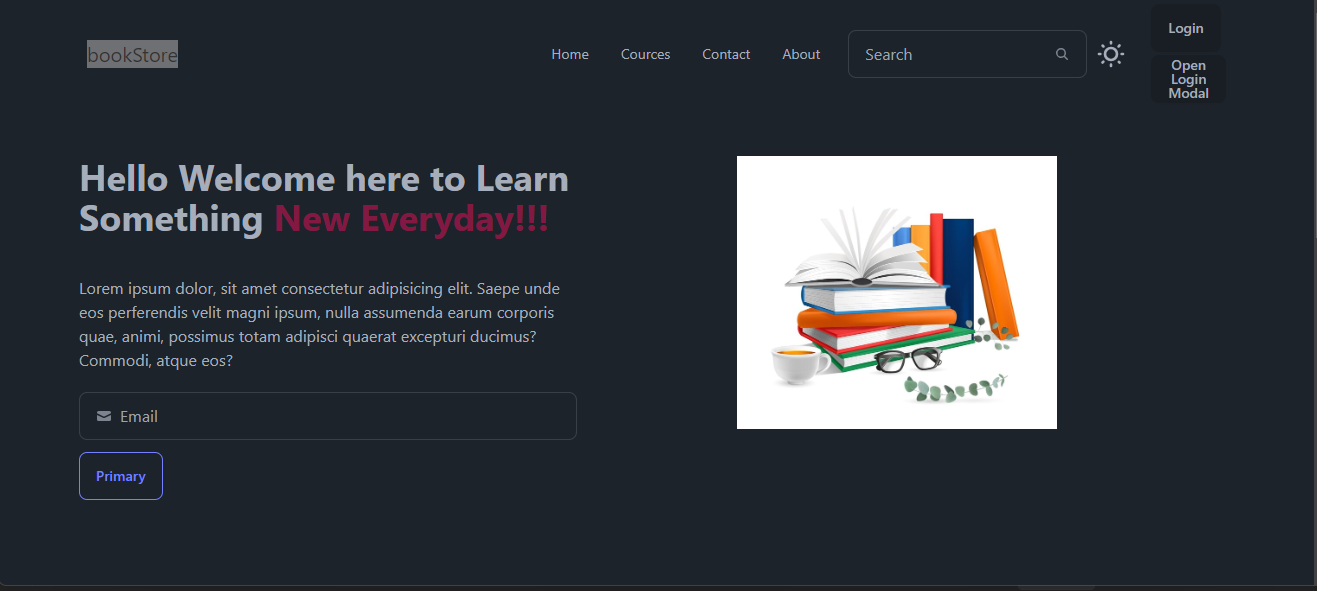 bookStore
Home
Cources
Contact
About
Search
Login
Open
Login
Modal
Hello Welcome here to Learn
Something New Everyday!!!
Lorem ipsum dolor, sit amet consectetur adipisicing elit. Saepe unde
eos perferendis velit magni ipsum, nulla assumenda earum corporis
quae, animi, possimus totam adipisci quaerat excepturi ducimus?
Commodi, atque eos?
Email
Primary